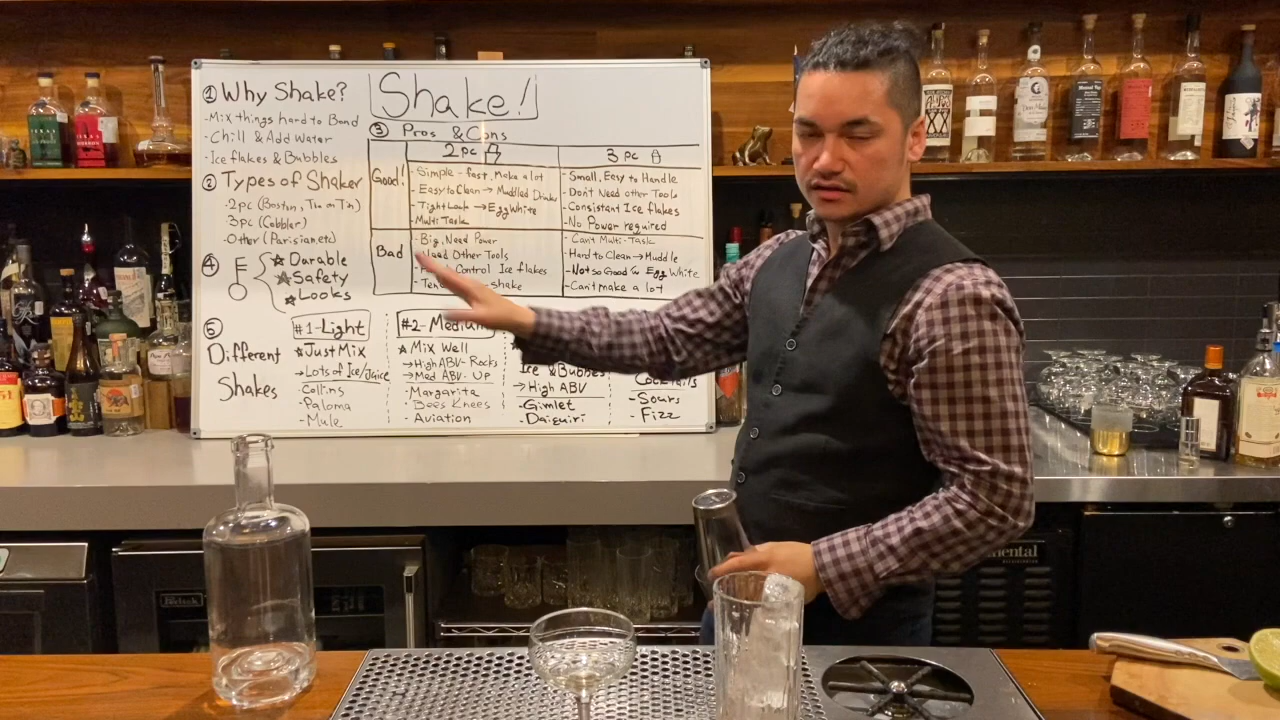 ① Why Shake?
-Mix things hard to Bond
-Chill & Add Water
-Ice flakes & Bubbles
② Types of Shaker
-2pc (Boston, Tin on Tin)
3pc (Cobbler)
-Other (Parisian, etc)
④
★ Durable
★ Safety
★ Looks
Shake!
③ Pros & Cons
2pc
3 pc
Good!
-Simple - fast, Make a lot
-Easy to Clean → Muddled Drinks
-Tight Lock → Egg White
-Multi Task
-Small, Easy to Handle
-Don't Need other Tools
-Consistant Ice flakes
-No Power required
Bad
-Big, Need Power
Need Other Tools
Control Ice flakes
shake
-Can't Multi-Task
-Hard to Clean → Muddle
-Not so Good w Egg White
-Can't make a lot
⑤ Different Shakes
#1-Light
★ Just Mix
→Lots of Ice/Juice
-Collins
-Paloma
-Mule
#2-Medium
★ Mix Well
→High ABV- Rocks
→Med ABV- Up
-Margarita
-Bees Knees
-Aviation
Ice & Bubbles
→High ABV
-Gimlet
-Daiquiri
Cocktails
-Sours
-Fizz